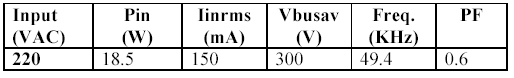 Input Pin Iinrms Vbusav Freq. PF
(VAC) (W) (mA) (V) (KHz)
220 18.5 150 300 49.4 0.6